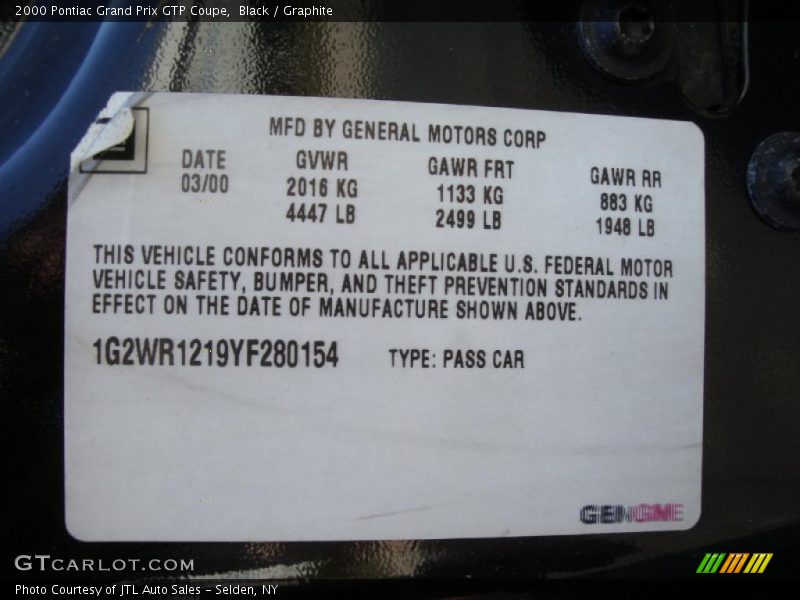 2000 Pontiac Grand Prix GTP Coupe, Black / Graphite
MFD BY GENERAL MOTORS CORP
DATE GVWR GAWR FRT GAWR RR
03/00 2016 KG 1133 KG 883 KG
4447 LB 2499 LB 1948 LB
THIS VEHICLE CONFORMS TO ALL APPLICABLE U.S. FEDERAL MOTOR
VEHICLE SAFETY, BUMPER, AND THEFT PREVENTION STANDARDS IN
EFFECT ON THE DATE OF MANUFACTURE SHOWN ABOVE.
1G2WR1219YF280154 TYPE: PASS CAR
GTCARLOT.COM
Photo Courtesy of JTL Auto Sales - Selden, NY